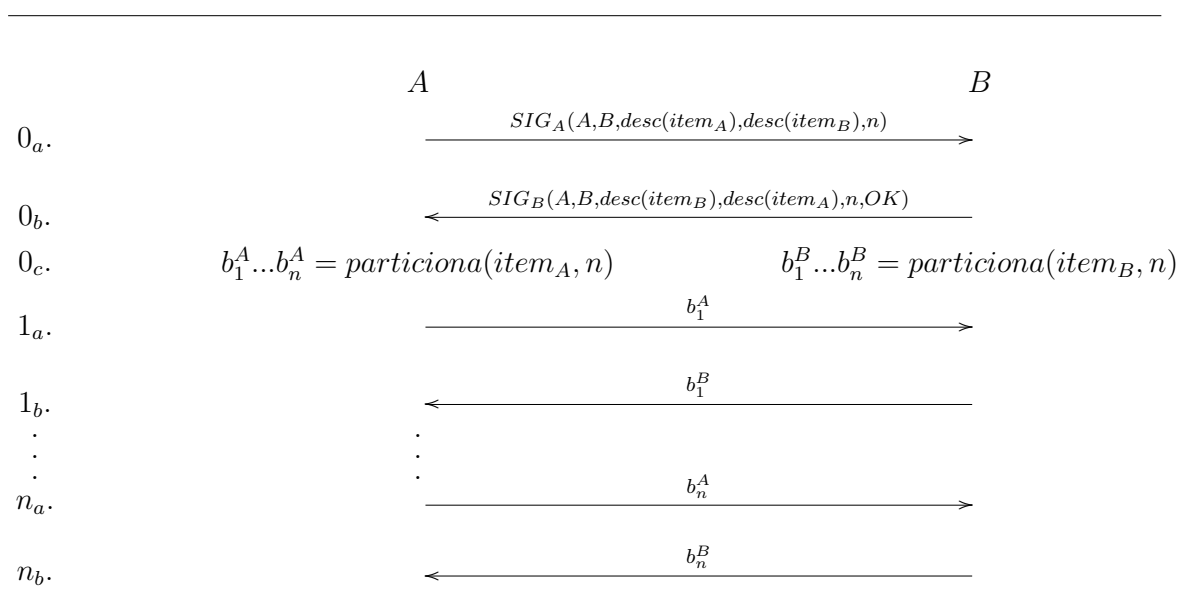 A B
0_a. SIG_A(A,B,desc(item_A),desc(item_B),n)
0_b. SIG_B(A,B,desc(item_B),desc(item_A),n,OK)
0_c. b_1^A...b_n^A = particiona(item_A, n) b_1^B...b_n^B = particiona(item_B, n)
1_a. b_1^A
1_b. b_1^B
. .
. .
. .
n_a. b_n^A
n_b. b_n^B